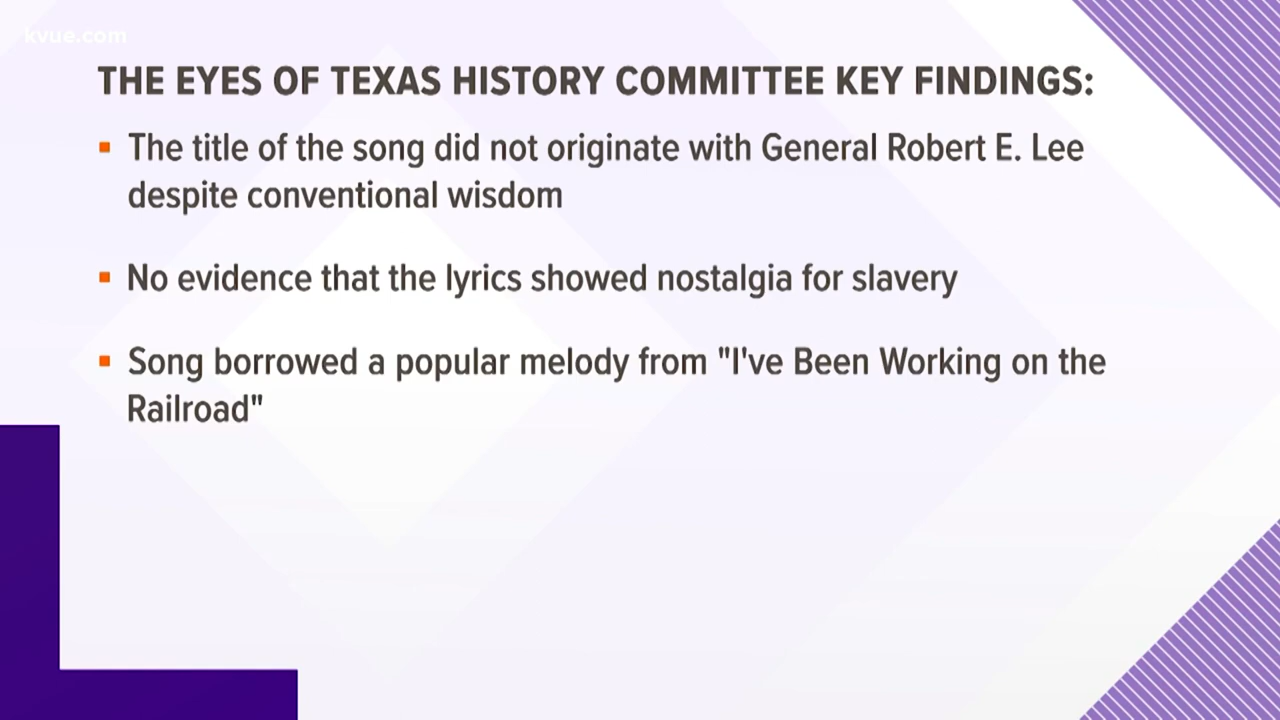 kvue.com
THE EYES OF TEXAS HISTORY COMMITTEE KEY FINDINGS:
The title of the song did not originate with General Robert E. Lee
despite conventional wisdom
No evidence that the lyrics showed nostalgia for slavery
Song borrowed a popular melody from "I've Been Working on the
Railroad"